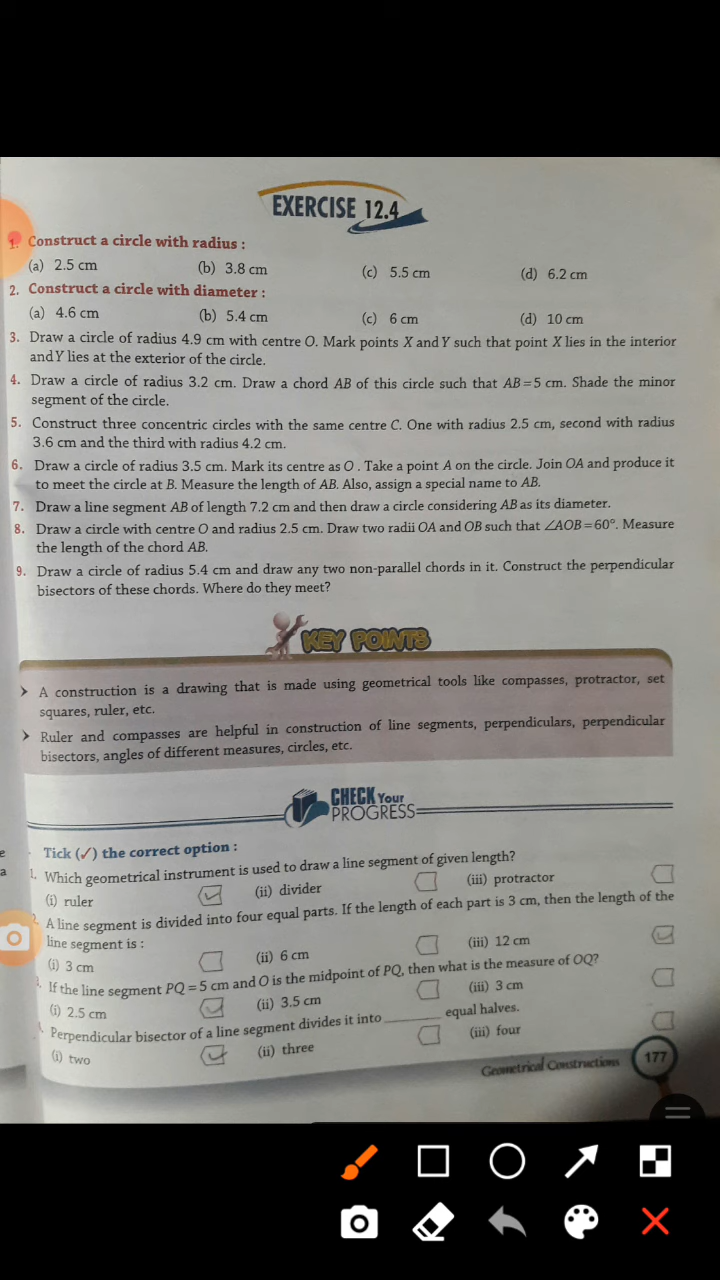 EXERCISE 12.4
1. Construct a circle with radius :
(a) 2.5 cm (b) 3.8 cm (c) 5.5 cm (d) 6.2 cm
2. Construct a circle with diameter :
(a) 4.6 cm (b) 5.4 cm (c) 6 cm (d) 10 cm
3. Draw a circle of radius 4.9 cm with centre O. Mark points X and Y such that point X lies in the interior
and Y lies at the exterior of the circle.
4. Draw a circle of radius 3.2 cm. Draw a chord AB of this circle such that AB = 5 cm. Shade the minor
segment of the circle.
5. Construct three concentric circles with the same centre C. One with radius 2.5 cm, second with radius
3.6 cm and the third with radius 4.2 cm.
6. Draw a circle of radius 3.5 cm. Mark its centre as O . Take a point A on the circle. Join OA and produce it
to meet the circle at B. Measure the length of AB. Also, assign a special name to AB.
7. Draw a line segment AB of length 7.2 cm and then draw a circle considering AB as its diameter.
8. Draw a circle with centre O and radius 2.5 cm. Draw two radii OA and OB such that ∠AOB = 60°. Measure
the length of the chord AB.
9. Draw a circle of radius 5.4 cm and draw any two non-parallel chords in it. Construct the perpendicular
bisectors of these chords. Where do they meet?
KEY POINTS
➤ A construction is a drawing that is made using geometrical tools like compasses, protractor, set
squares, ruler, etc.
➤ Ruler and compasses are helpful in construction of line segments, perpendiculars, perpendicular
bisectors, angles of different measures, circles, etc.
CHECK Your
PROGRESS
Tick (✓) the correct option :
1. Which geometrical instrument is used to draw a line segment of given length?
(i) ruler ✓ (ii) divider (iii) protractor
2. A line segment is divided into four equal parts. If the length of each part is 3 cm, then the length of the
line segment is :
(i) 3 cm (ii) 6 cm (iii) 12 cm ✓
3. If the line segment PQ = 5 cm and O is the midpoint of PQ, then what is the measure of OQ?
(i) 2.5 cm ✓ (ii) 3.5 cm (iii) 3 cm
Perpendicular bisector of a line segment divides it into ________ equal halves.
(i) two ✓ (ii) three (iii) four
Geometrical Constructions 177